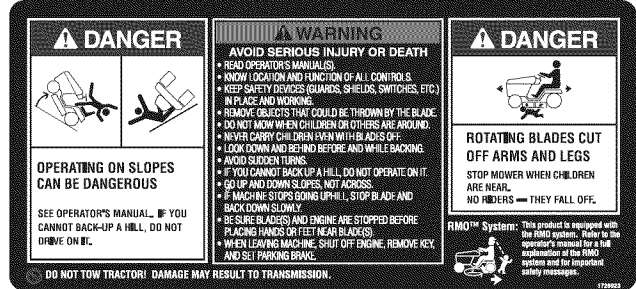 ⚠ DANGER
OPERATING ON SLOPES
CAN BE DANGEROUS
SEE OPERATOR'S MANUAL. IF YOU
CANNOT BACK-UP A HILL, DO NOT
DRIVE ON IT.
⚠ WARNING
AVOID SERIOUS INJURY OR DEATH
• READ OPERATOR'S MANUAL(S).
• KNOW LOCATION AND FUNCTION OF ALL CONTROLS.
• KEEP SAFETY DEVICES (GUARDS, SHIELDS, SWITCHES, ETC.)
IN PLACE AND WORKING.
• REMOVE OBJECTS THAT COULD BE THROWN BY THE BLADE.
• DO NOT MOW WHEN CHILDREN OR OTHERS ARE AROUND.
• NEVER CARRY CHILDREN EVEN WITH BLADES OFF.
• LOOK DOWN AND BEHIND BEFORE AND WHILE BACKING.
• AVOID SUDDEN TURNS.
• IF YOU CANNOT BACK UP A HILL, DO NOT OPERATE ON IT.
• GO UP AND DOWN SLOPES, NOT ACROSS.
• IF MACHINE STOPS GOING UPHILL, STOP BLADE AND
BACK DOWN SLOWLY.
• BE SURE BLADE(S) AND ENGINE ARE STOPPED BEFORE
PLACING HANDS OR FEET NEAR BLADE(S).
• WHEN LEAVING MACHINE, SHUT OFF ENGINE, REMOVE KEY,
AND SET PARKING BRAKE.
⚠ DANGER
ROTATING BLADES CUT
OFF ARMS AND LEGS
STOP MOWER WHEN CHILDREN
ARE NEAR.
NO RIDERS — THEY FALL OFF.
RMO™ System: This product is equipped with
the RMO system. Refer to the
operator's manual for a full
explanation of the RMO
system and for important
safety messages.
DO NOT TOW TRACTOR! DAMAGE MAY RESULT TO TRANSMISSION.
1728923